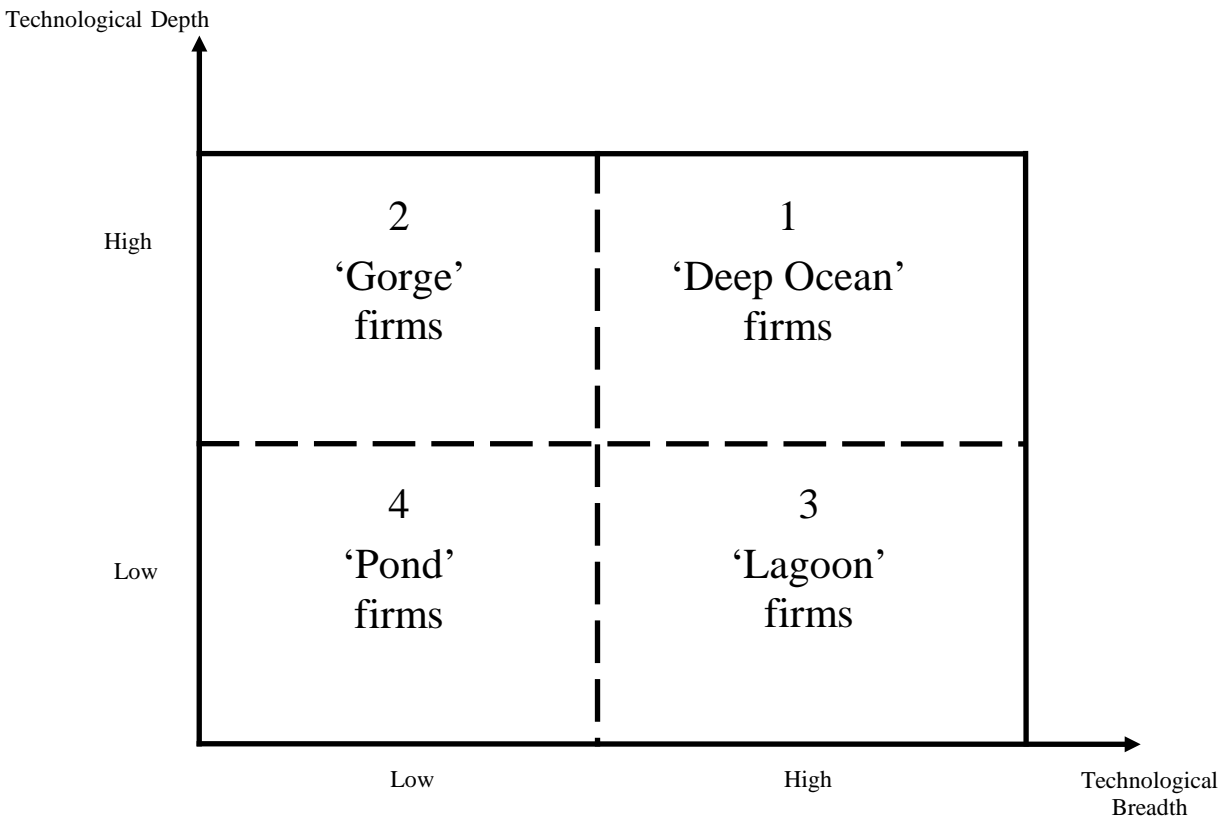 Technological Depth
High
2
‘Gorge’
firms
1
‘Deep Ocean’
firms
Low
4
‘Pond’
firms
3
‘Lagoon’
firms
Low
High
Technological
Breadth